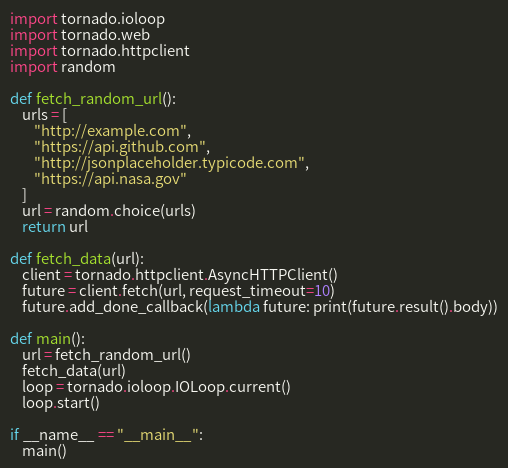 import tornado.ioloop
import tornado.web
import tornado.httpclient
import random

def fetch_random_url():
    urls = [
        "http://example.com",
        "https://api.github.com",
        "http://jsonplaceholder.typicode.com",
        "https://api.nasa.gov"
    ]
    url = random.choice(urls)
    return url

def fetch_data(url):
    client = tornado.httpclient.AsyncHTTPClient()
    future = client.fetch(url, request_timeout=10)
    future.add_done_callback(lambda future: print(future.result().body))

def main():
    url = fetch_random_url()
    fetch_data(url)
    loop = tornado.ioloop.IOLoop.current()
    loop.start()

if __name__ == "__main__":
    main()